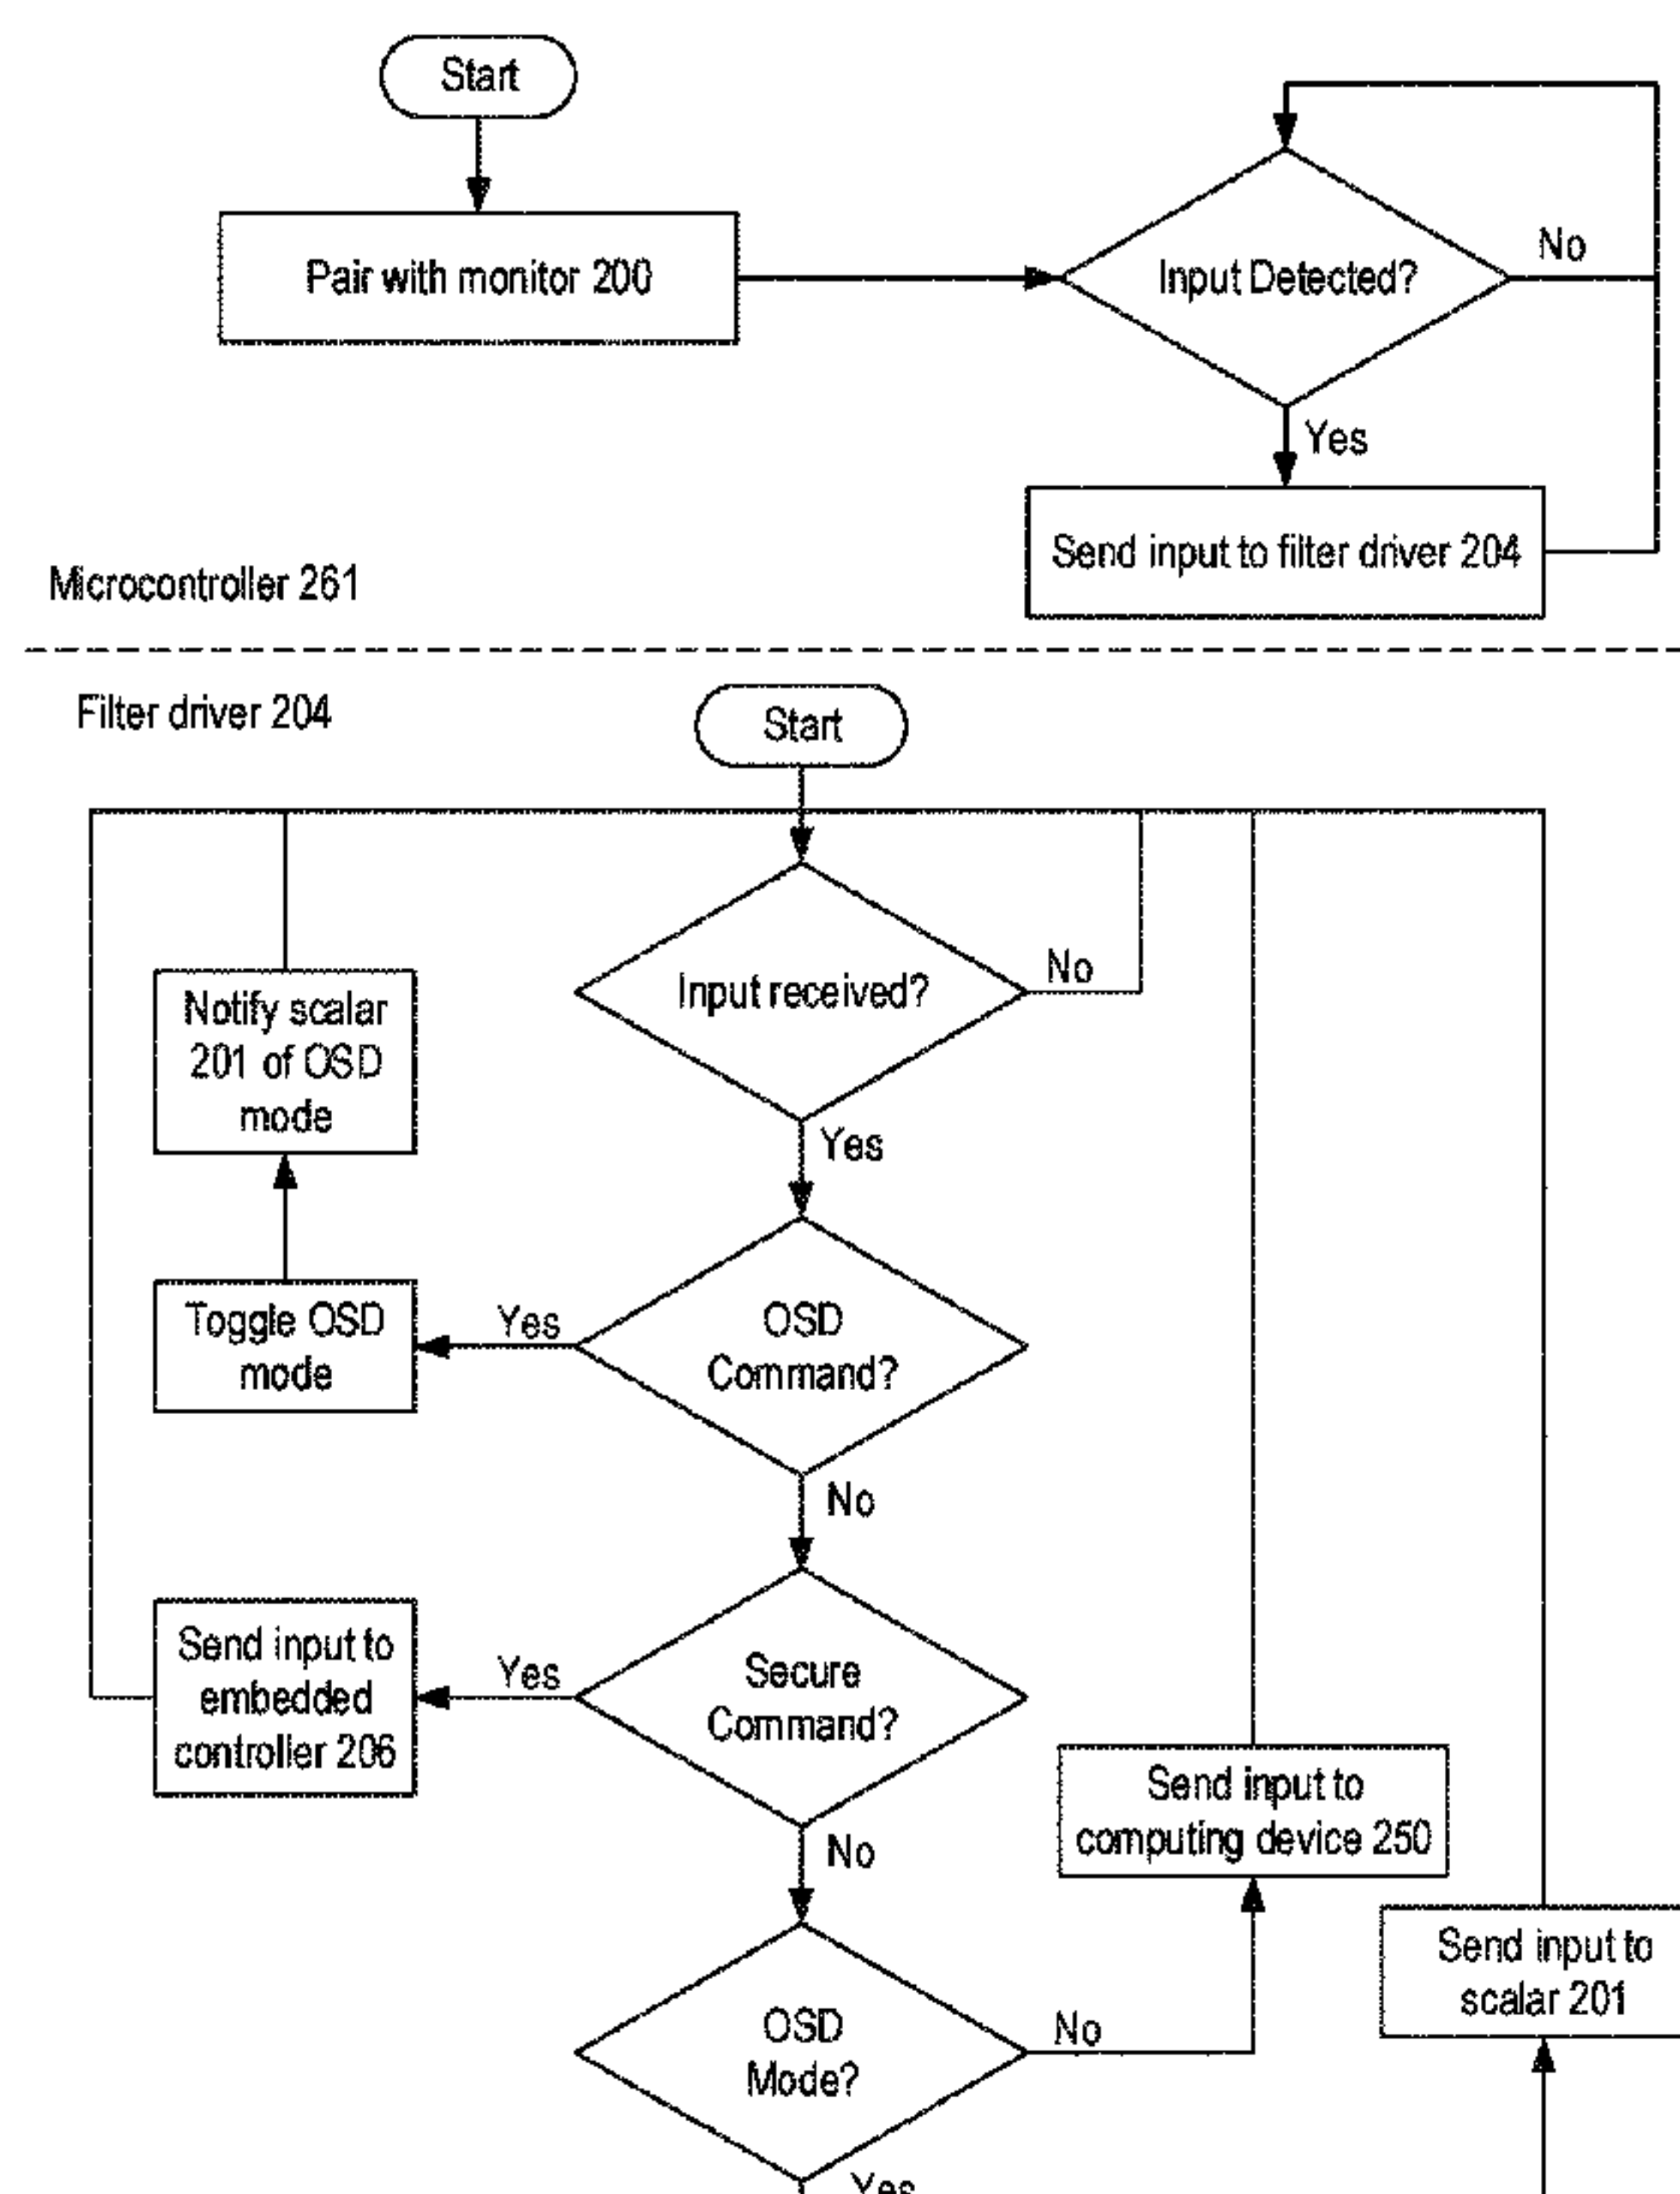 Start
Pair with monitor 200
Input Detected?
No
Yes
Send input to filter driver 204
Microcontroller 261
Filter driver 204
Start
Input received?
No
Yes
Notify scalar
201 of OSD
mode
Toggle OSD
mode
Yes
OSD
Command?
No
Send input to
embedded
controller 206
Yes
Secure
Command?
No
Send input to
computing device 250
Send input to
scalar 201
OSD
Mode?
No
Yes